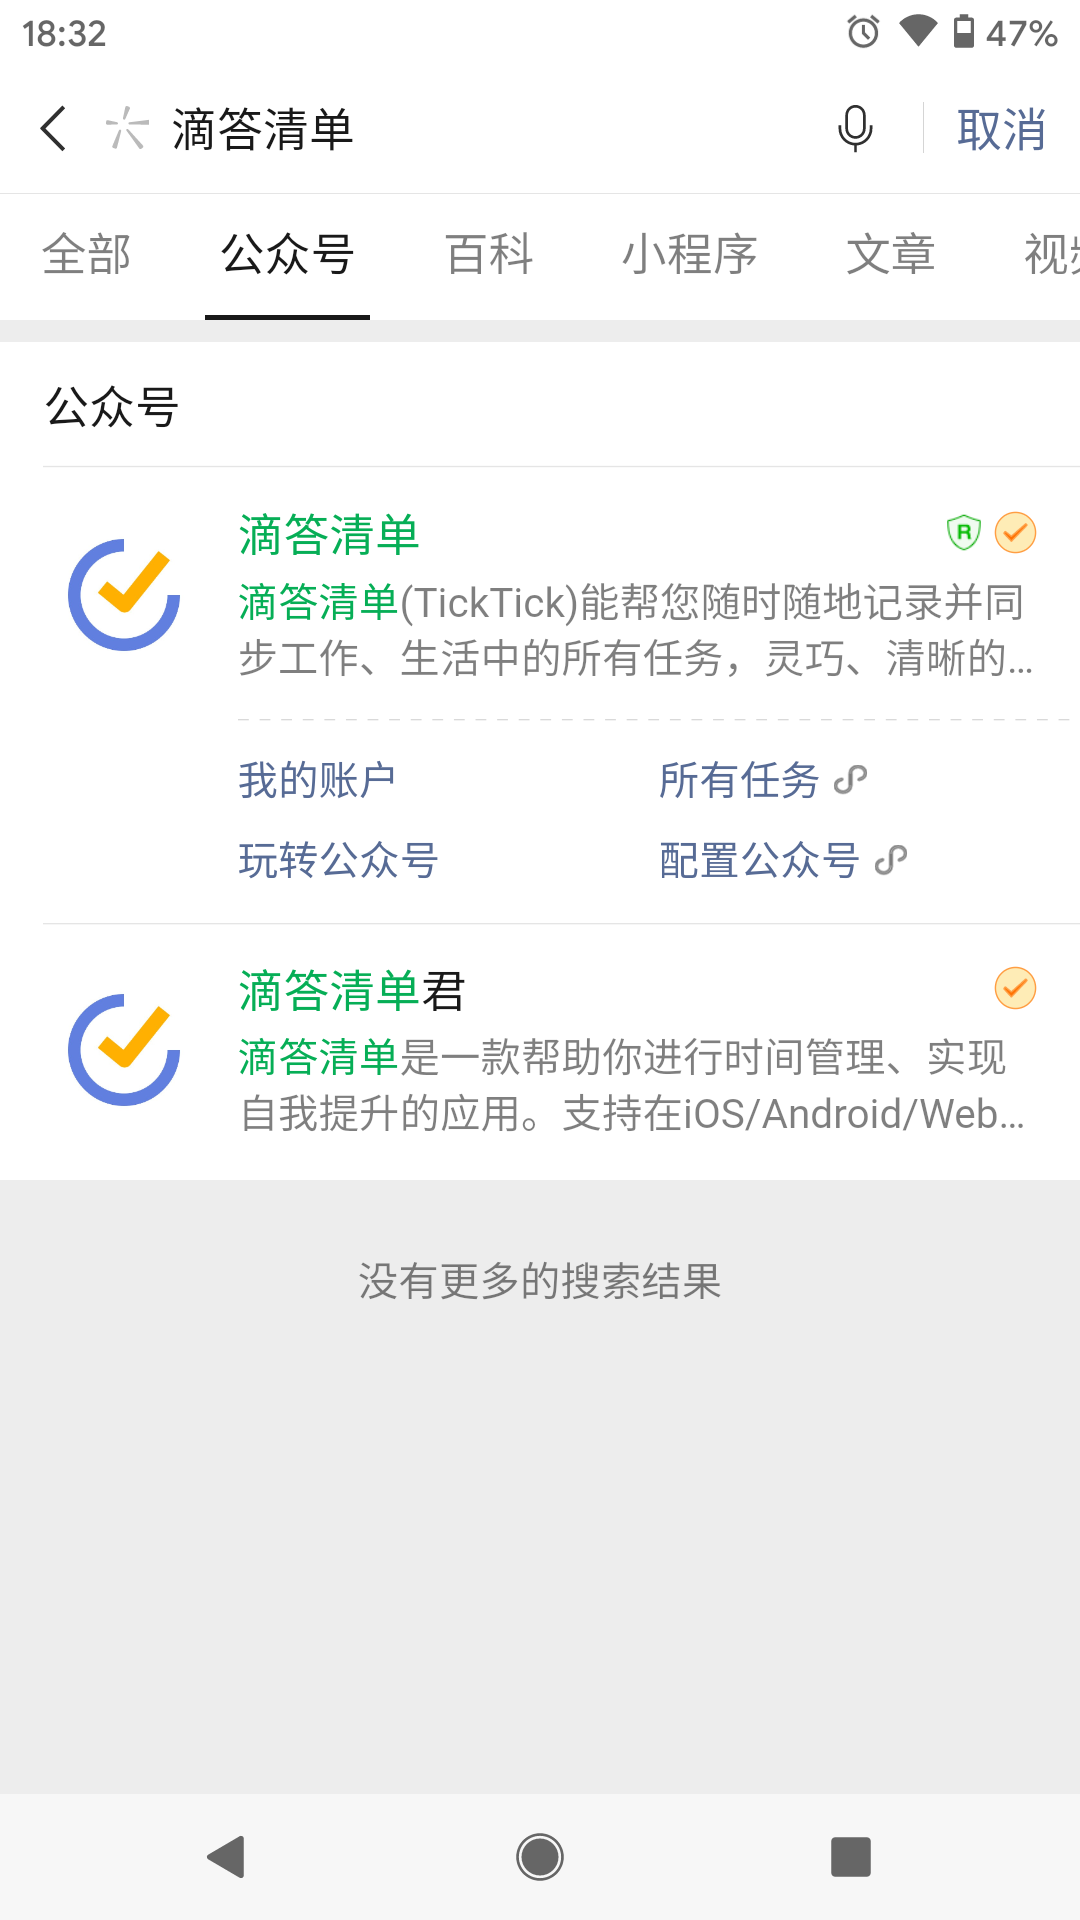 18:32
47%
滴答清单
取消
全部 公众号 百科 小程序 文章 视频
公众号
滴答清单
R
滴答清单(TickTick)能帮您随时随地记录并同
步工作、生活中的所有任务，灵巧、清晰的...
我的账户 所有任务
玩转公众号 配置公众号
滴答清单君
滴答清单是一款帮助你进行时间管理、实现
自我提升的应用。支持在iOS/Android/Web...
没有更多的搜索结果